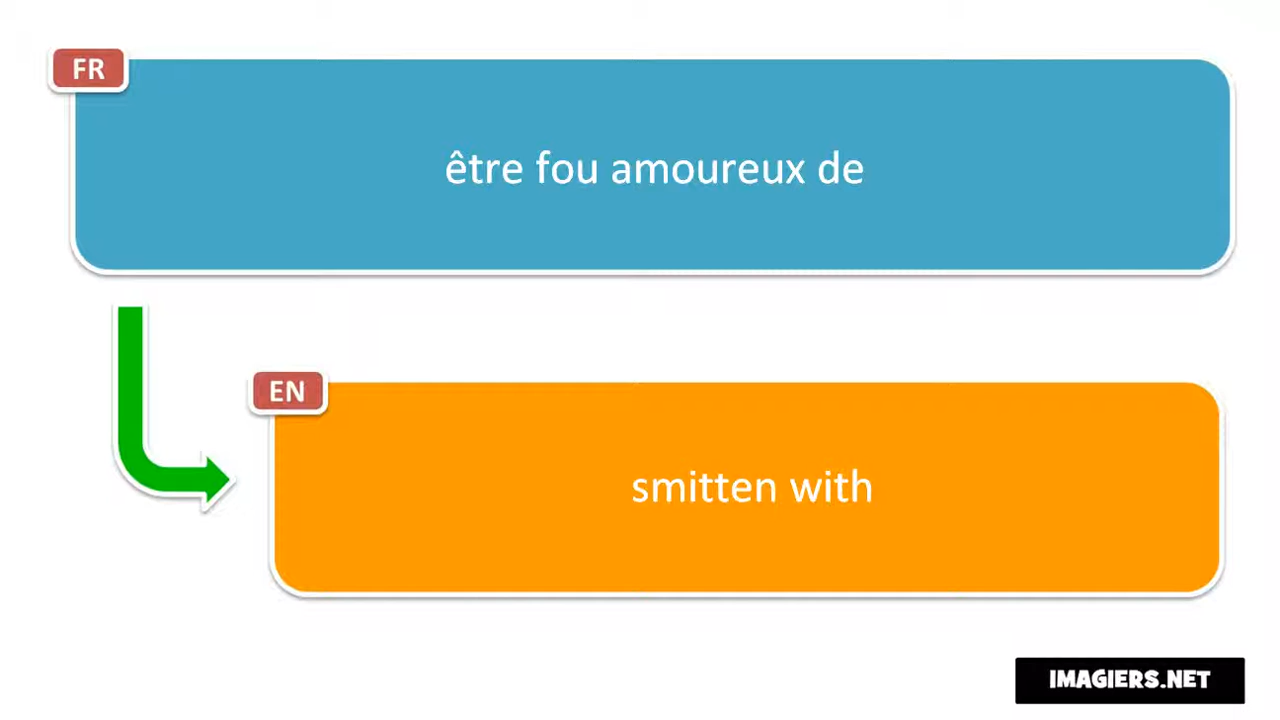 FR
être fou amoureux de
EN
smitten with
IMAGIERS.NET